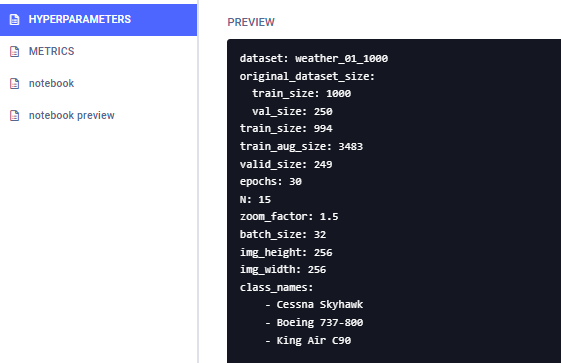 HYPERPARAMETERS
METRICS
notebook
notebook preview
PREVIEW
dataset: weather_01_1000
original_dataset_size:
  train_size: 1000
  val_size: 250
train_size: 994
train_aug_size: 3483
valid_size: 249
epochs: 30
N: 15
zoom_factor: 1.5
batch_size: 32
img_height: 256
img_width: 256
class_names:
    - Cessna Skyhawk
    - Boeing 737-800
    - King Air C90